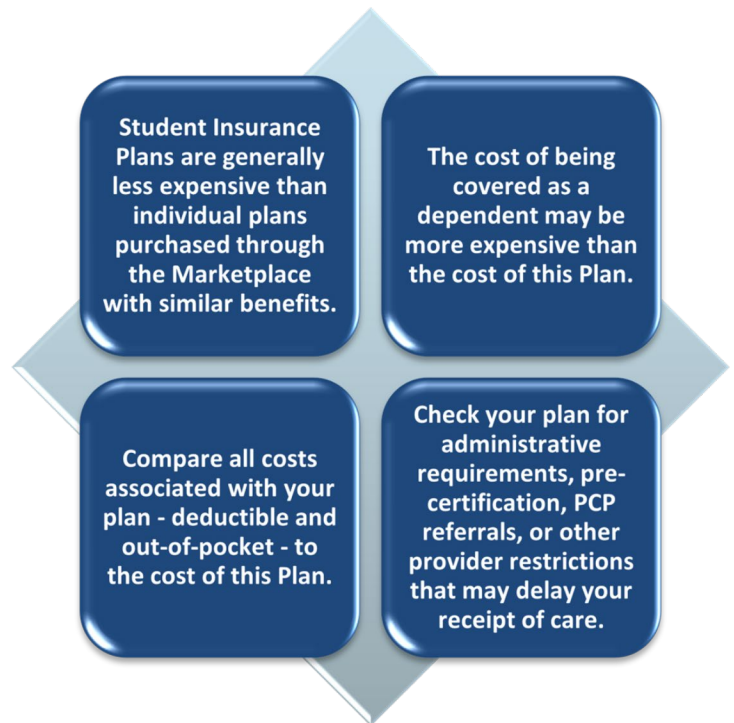 Student Insurance
Plans are generally
less expensive than
individual plans
purchased through
the Marketplace
with similar benefits.
The cost of being
covered as a
dependent may be
more expensive than
the cost of this Plan.
Compare all costs
associated with your
plan - deductible and
out-of-pocket - to
the cost of this Plan.
Check your plan for
administrative
requirements, pre-
certification, PCP
referrals, or other
provider restrictions
that may delay your
receipt of care.